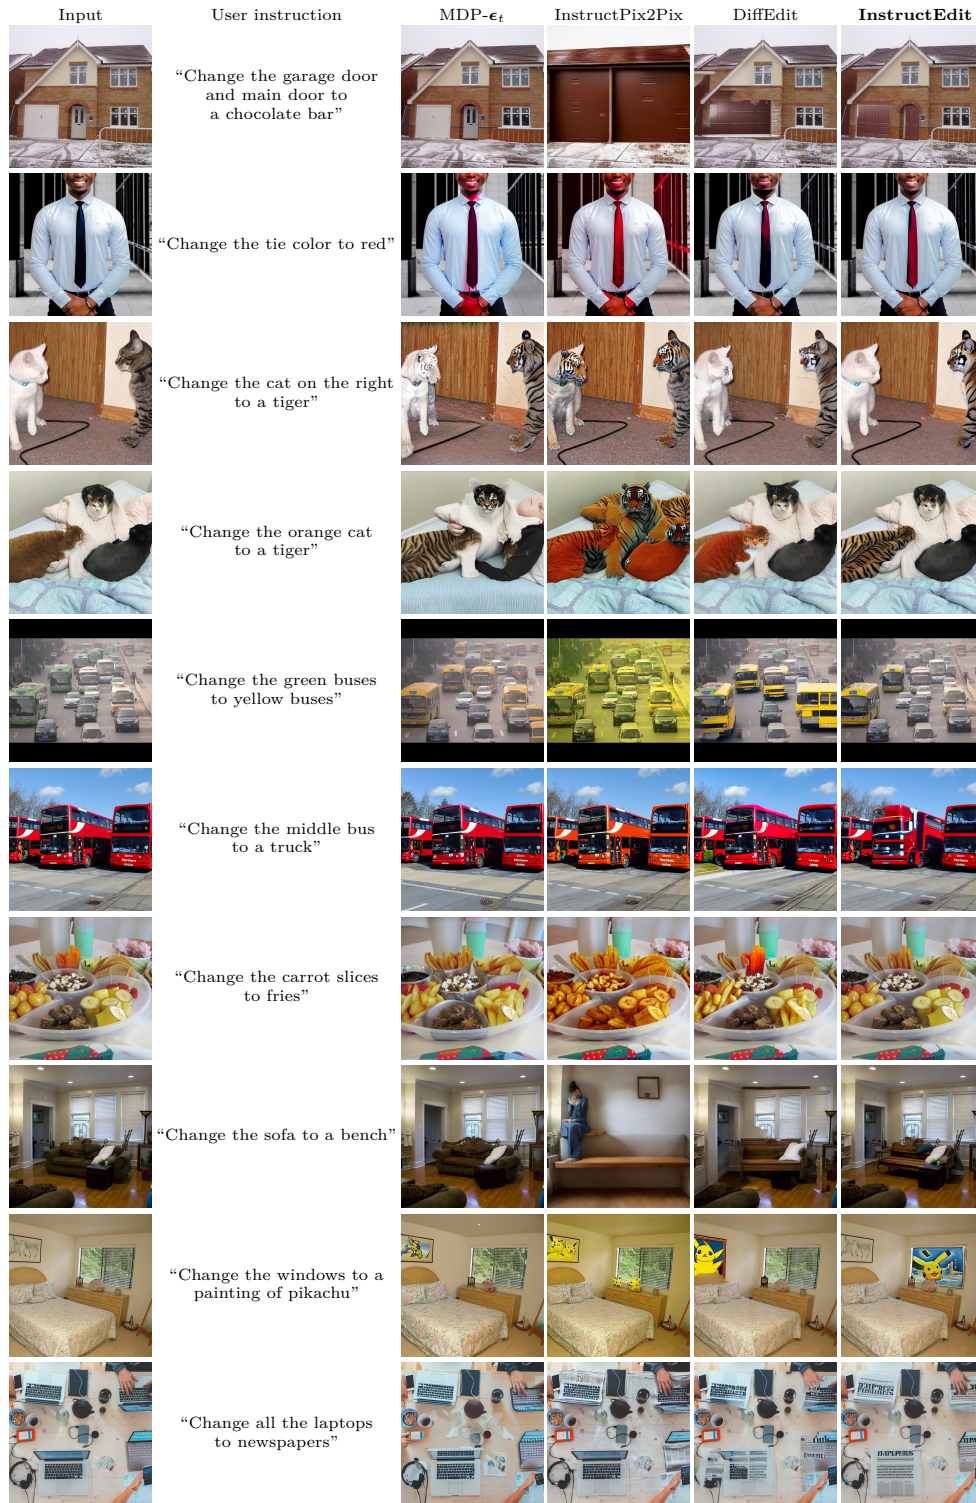 Input User instruction MDP-ϵt InstructPix2Pix DiffEdit InstructEdit
“Change the garage door
and main door to
a chocolate bar”
“Change the tie color to red”
“Change the cat on the right
to a tiger”
“Change the orange cat
to a tiger”
“Change the green buses
to yellow buses”
“Change the middle bus
to a truck”
“Change the carrot slices
to fries”
“Change the sofa to a bench”
“Change the windows to a
painting of pikachu”
“Change all the laptops
to newspapers”